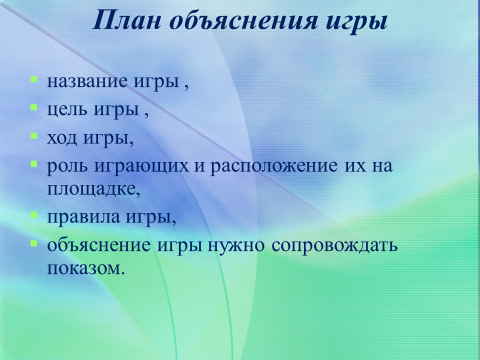 План объяснения игры
название игры ,
цель игры ,
ход игры,
роль играющих и расположение их на
площадке,
правила игры,
объяснение игры нужно сопровождать
показом.